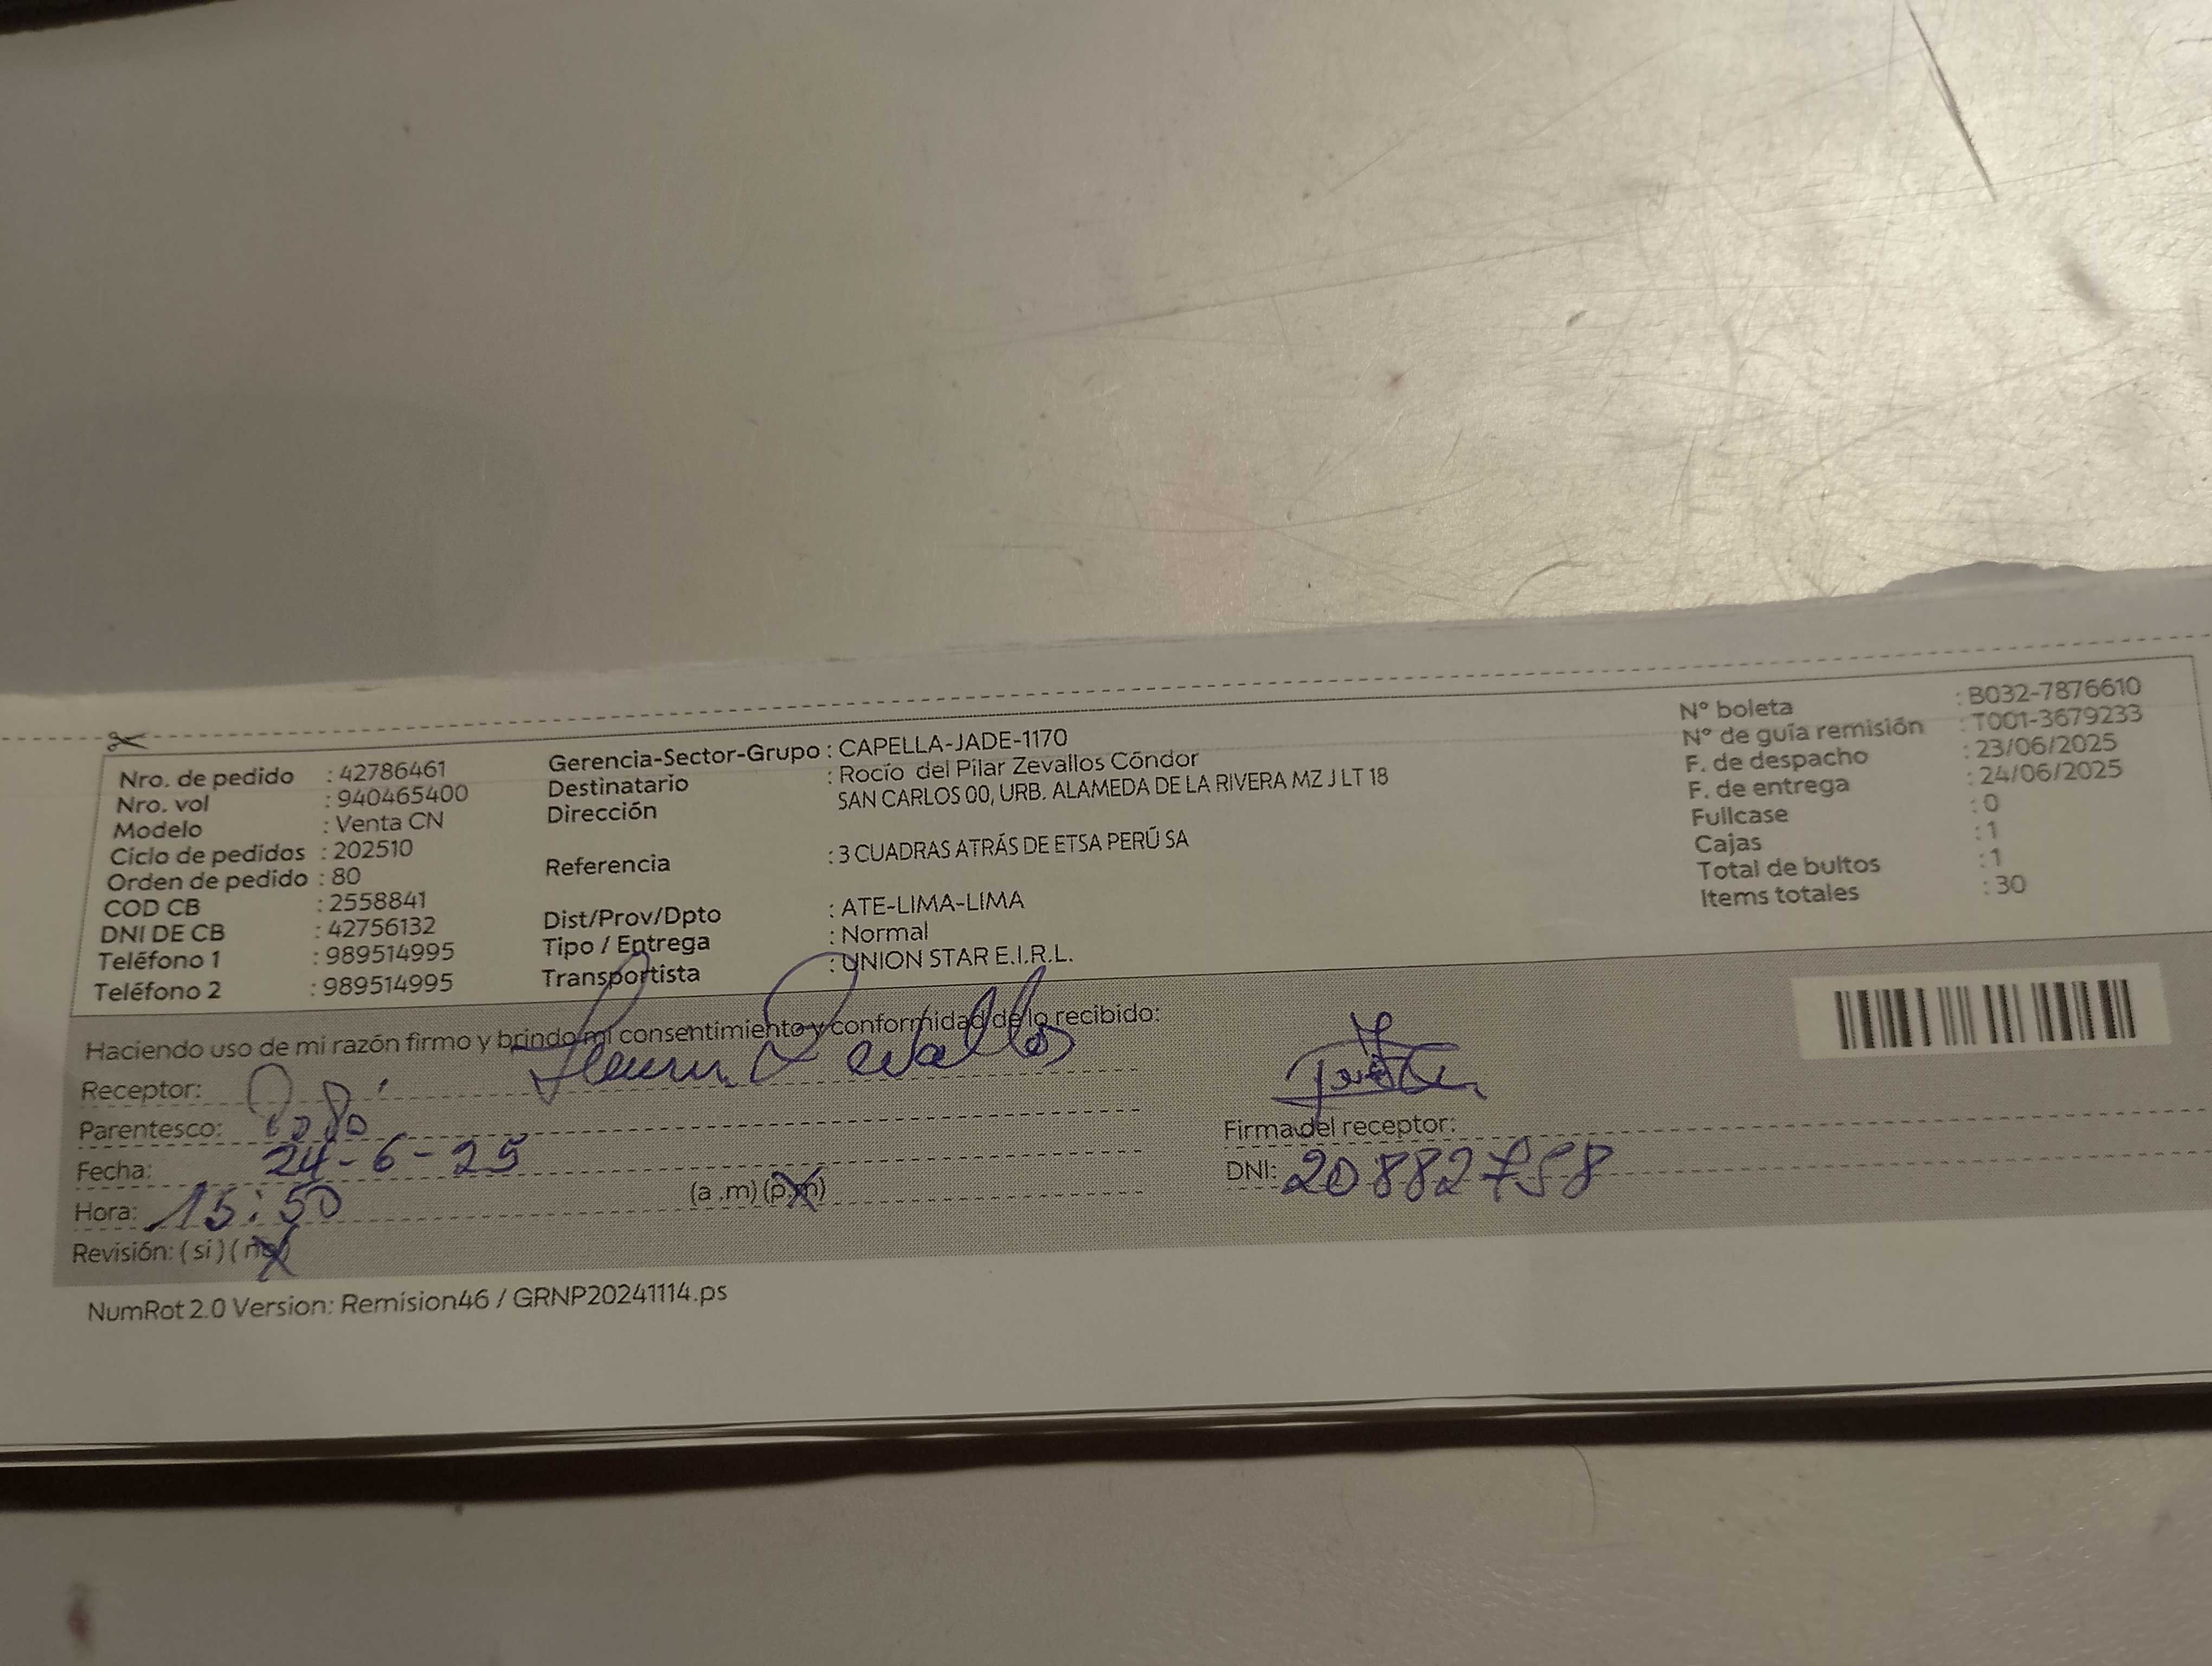 Nro. de pedido : 42786461
Nro. vol : 940465400
Modelo : Venta CN
Ciclo de pedidos : 202510
Orden de pedido : 80
COD CB : 2558841
DNI DE CB : 42756132
Teléfono 1 : 989514995
Teléfono 2 : 989514995
Gerencia-Sector-Grupo : CAPELLA-JADE-1170
Destinatario : Rocío del Pilar Zevallos Cóndor
Dirección SAN CARLOS 00, URB. ALAMEDA DE LA RIVERA MZ J LT 18
Referencia : 3 CUADRAS ATRÁS DE ETSA PERÚ SA
Dist/Prov/Dpto : ATE-LIMA-LIMA
Tipo / Entrega : Normal
Transportista : UNION STAR E.I.R.L.
N° boleta : B032-7876610
N° de guía remisión : T001-3679233
F. de despacho : 23/06/2025
F. de entrega : 24/06/2025
Fullcase : 0
Cajas : 1
Total de bultos : 1
Items totales : 30
Haciendo uso de mi razón firmo y brindo mi consentimiento y conformidad de lo recibido:
Receptor: Zevallos
Parentesco:
Fecha: 24-6-25
Hora: 15:50 (a.m) (p.m)
Revisión: (si) (no)
Firma del receptor:
DNI: 20882758
NumRot 2.0 Version: Remision46 / GRNP20241114.ps